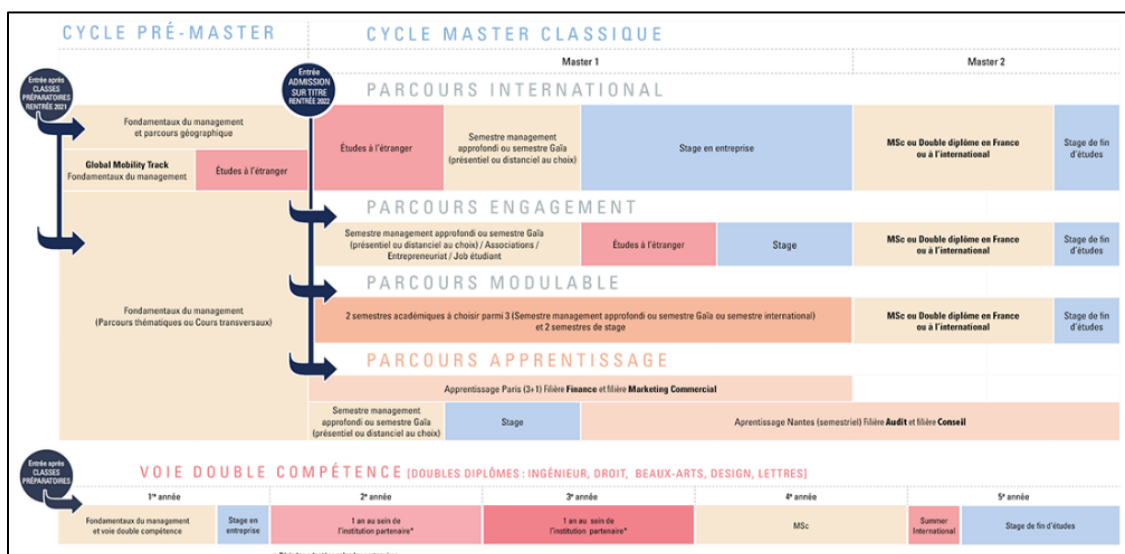 CYCLE PRÉ-MASTER
CYCLE MASTER CLASSIQUE
Master 1
Master 2
Entrée après
CLASSES
PRÉPARATOIRES
RENTRÉE 2021
Entrée
ADMISSION
SUR TITRE
RENTRÉE 2022
PARCOURS INTERNATIONAL
Fondamentaux du management
et parcours géographique
Global Mobility Track
Fondamentaux du management
Études à l'étranger
Études à l'étranger
Semestre management
approfondi ou semestre Gaïa
(présentiel ou distanciel au choix)
Stage en entreprise
MSc ou Double diplôme en France
ou à l'international
Stage de fin
d'études
PARCOURS ENGAGEMENT
Semestre management approfondi ou semestre Gaïa
(présentiel ou distanciel au choix) / Associations /
Entrepreneuriat / Job étudiant
Études à l'étranger
Stage
MSc ou Double diplôme en France
ou à l'international
Stage de fin
d'études
PARCOURS MODULABLE
Fondamentaux du management
(Parcours thématiques ou Cours transversaux)
2 semestres académiques à choisir parmi 3 (Semestre management approfondi ou semestre Gaïa ou semestre international)
et 2 semestres de stage
MSc ou Double diplôme en France
ou à l'international
Stage de fin
d'études
PARCOURS APPRENTISSAGE
Apprentissage Paris (3+1) Filière Finance et filière Marketing Commercial
Semestre management
approfondi ou semestre Gaïa
(présentiel ou distanciel au choix)
Stage
Apprentissage Nantes (semestriel) Filière Audit et filière Conseil
Entrée après
CLASSES
PRÉPARATOIRES
VOIE DOUBLE COMPÉTENCE [DOUBLES DIPLÔMES : INGÉNIEUR, DROIT, BEAUX-ARTS, DESIGN, LETTRES]
1re année
2e année
3e année
4e année
5e année
Fondamentaux du management
et voie double compétence
Stage en
entreprise
1 an au sein de
l'institution partenaire*
1 an au sein de
l'institution partenaire*
MSc
Summer
International
Stage de fin d'études